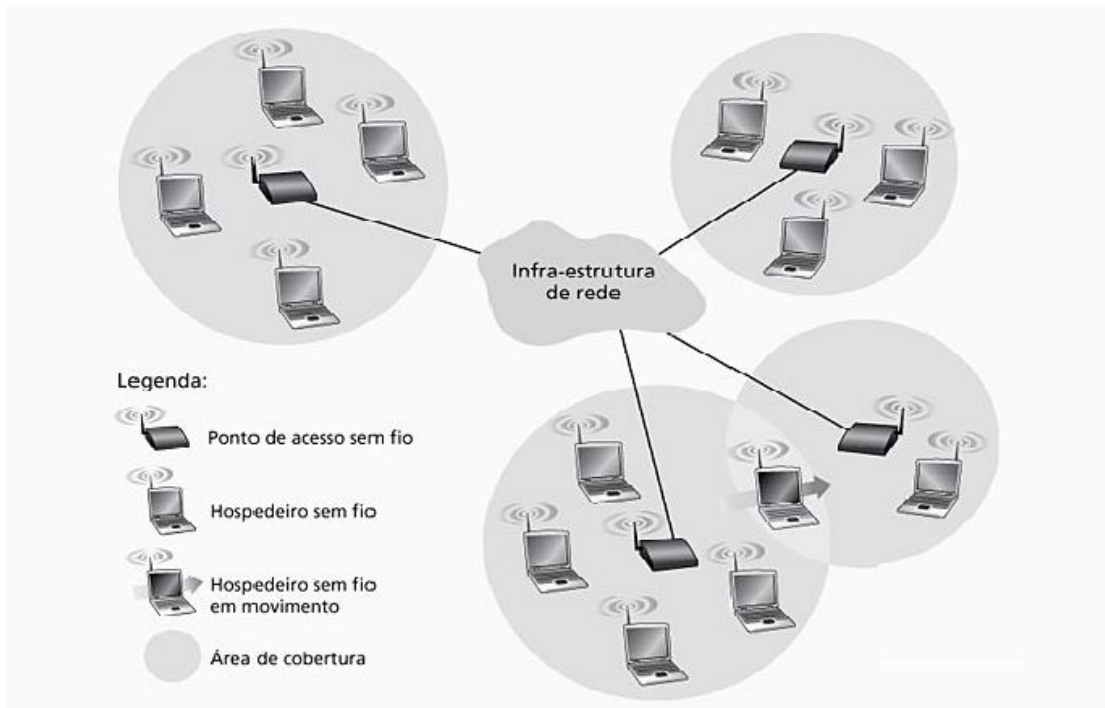 Infra-estrutura
de rede
Legenda:
Ponto de acesso sem fio
Hospedeiro sem fio
Hospedeiro sem fio
em movimento
Área de cobertura